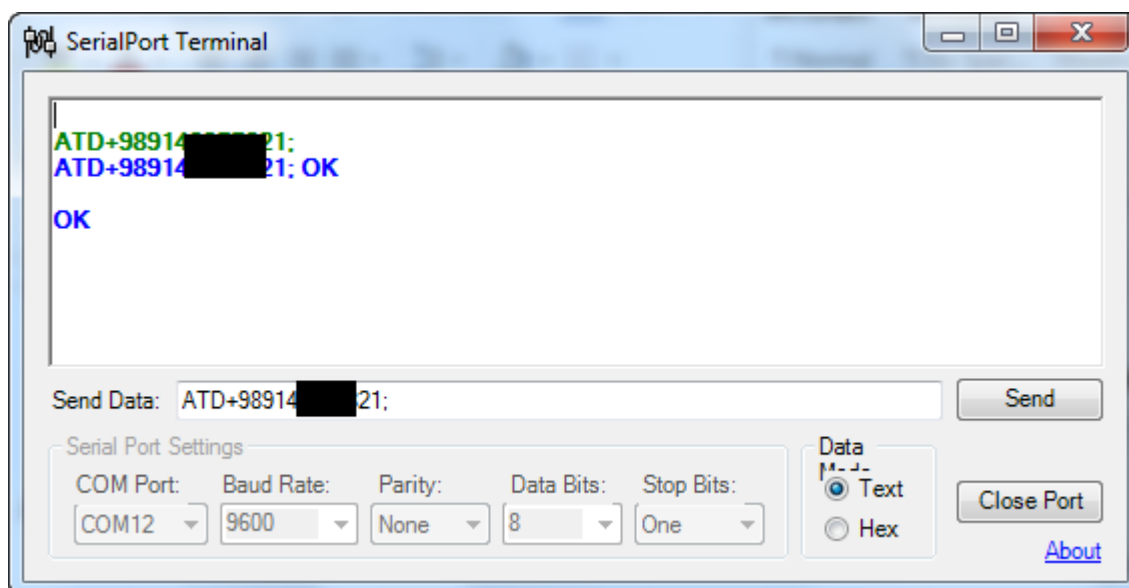 SerialPort Terminal
ATD+98914 21;
ATD+98914 21; OK
OK
Send Data: ATD+98914 21; Send
Serial Port Settings
COM Port: Baud Rate: Parity: Data Bits: Stop Bits:
COM12 9600 None 8 One
Data
Text
Hex
Close Port
About